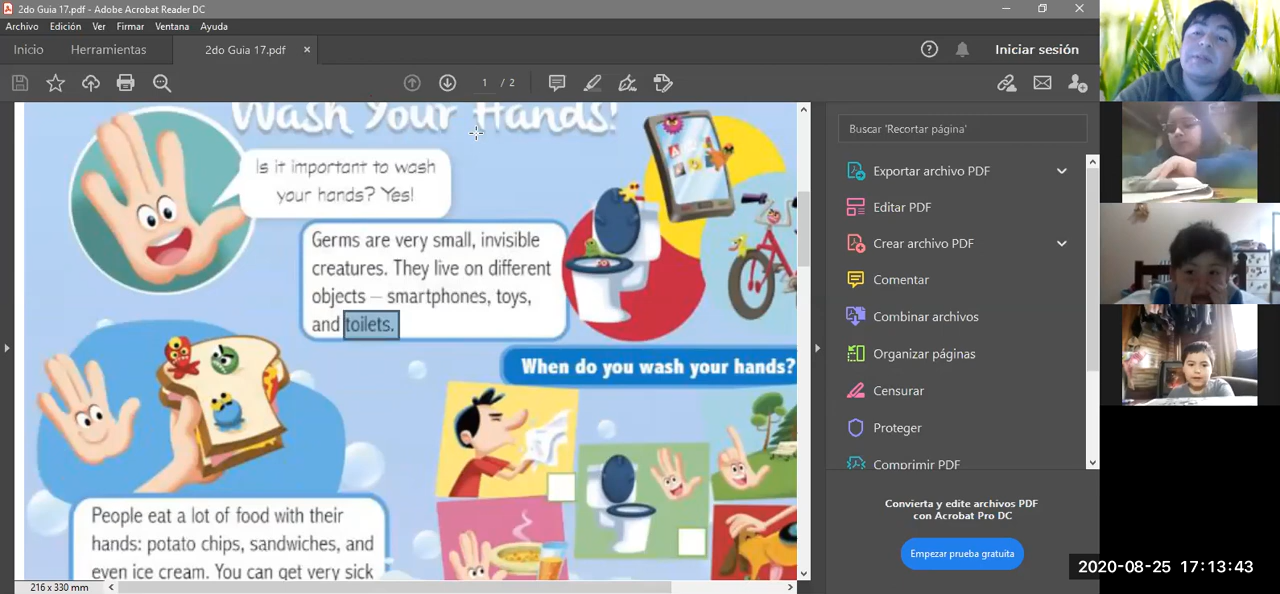 2do Guia 17.pdf - Adobe Acrobat Reader DC
Archivo Edición Ver Firmar Ventana Ayuda
Inicio Herramientas 2do Guia 17.pdf × Iniciar sesión
1 / 2
Wash Your Hands!
Is it important to wash
your hands? Yes!
Germs are very small, invisible
creatures. They live on different
objects – smartphones, toys,
and toilets.
When do you wash your hands?
People eat a lot of food with their
hands: potato chips, sandwiches, and
even ice cream. You can get very sick
216 x 330 mm
Buscar 'Recortar página'
Exportar archivo PDF
Editar PDF
Crear archivo PDF
Comentar
Combinar archivos
Organizar páginas
Censurar
Proteger
Comprimir PDF
Convierta y edite archivos PDF
con Acrobat Pro DC
Empezar prueba gratuita
2020-08-25 17:13:43